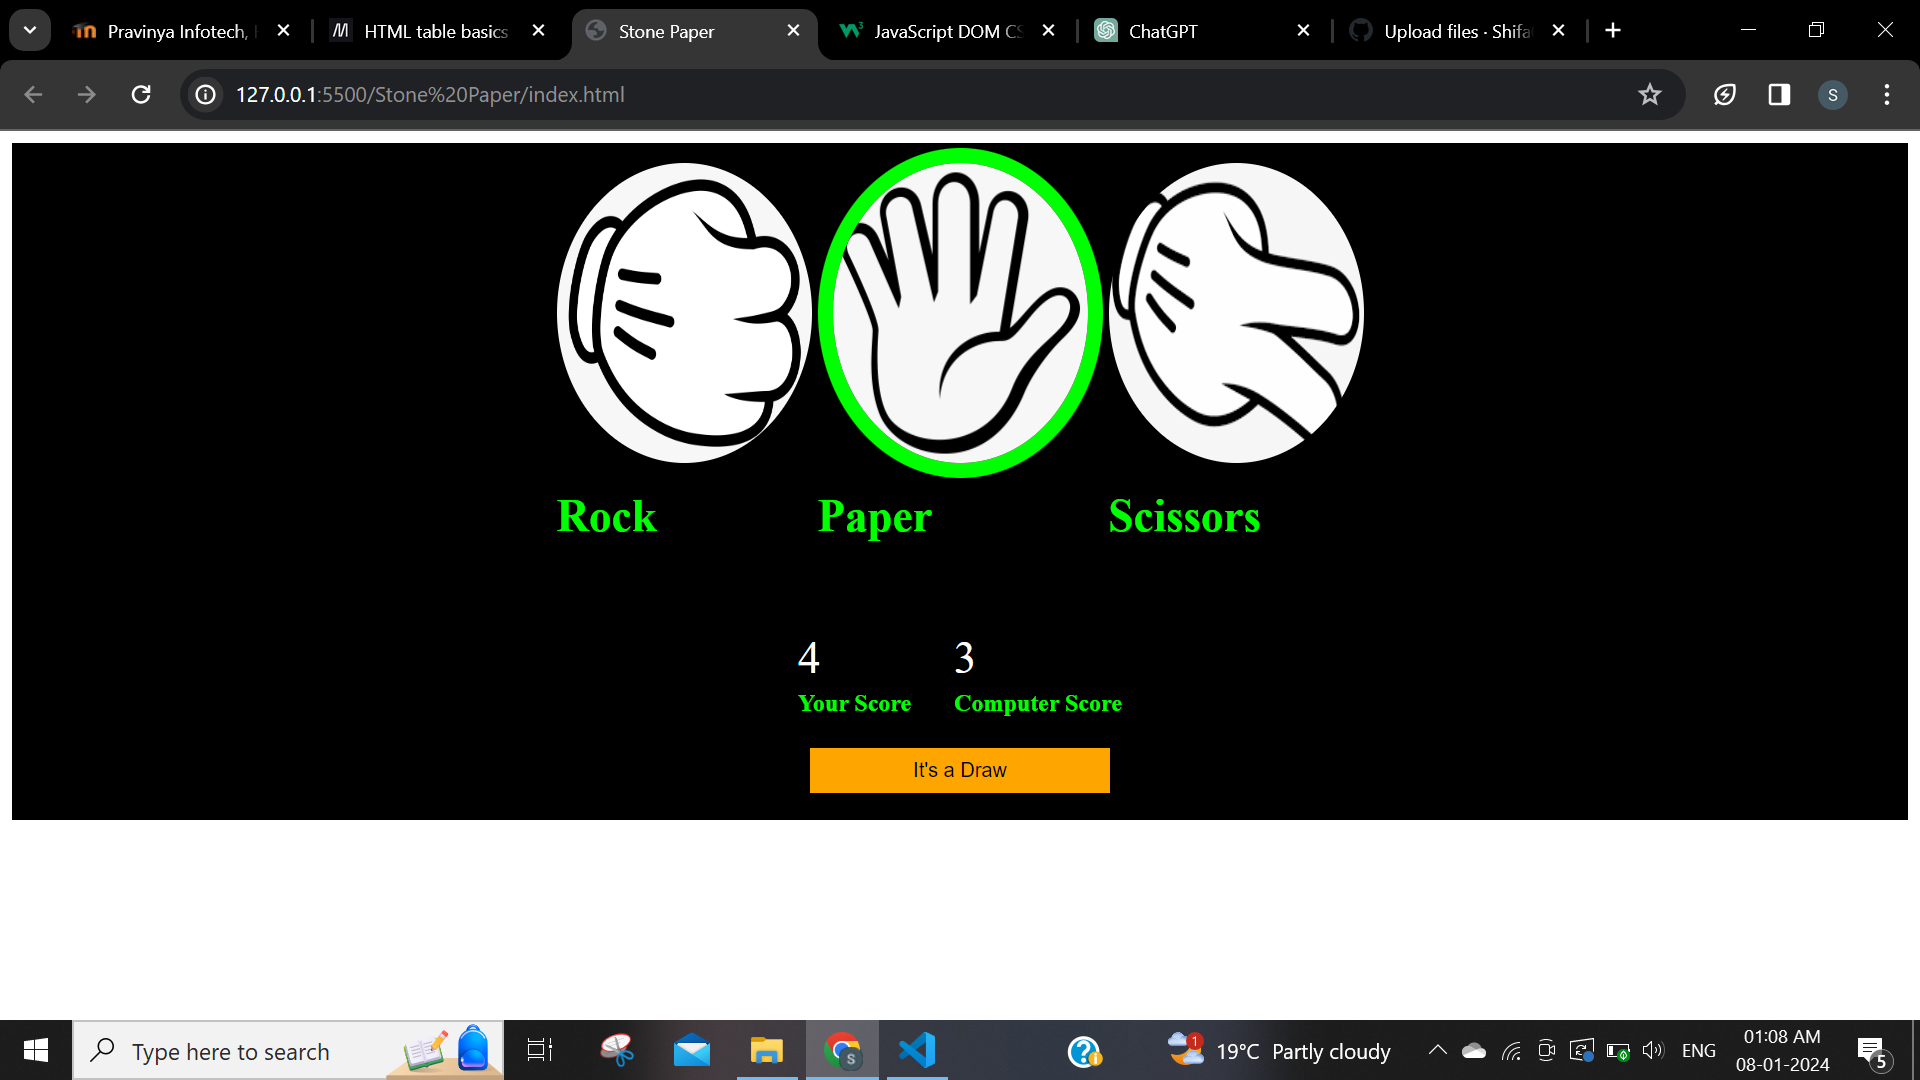 Pravinya Infotech,
HTML table basics
Stone Paper
JavaScript DOM CS
ChatGPT
Upload files · Shifa
127.0.0.1:5500/Stone%20Paper/index.html
S
Rock
Paper
Scissors
4
3
Your Score
Computer Score
It's a Draw
Type here to search
S
1
19°C Partly cloudy
ENG
01:08 AM
08-01-2024
5